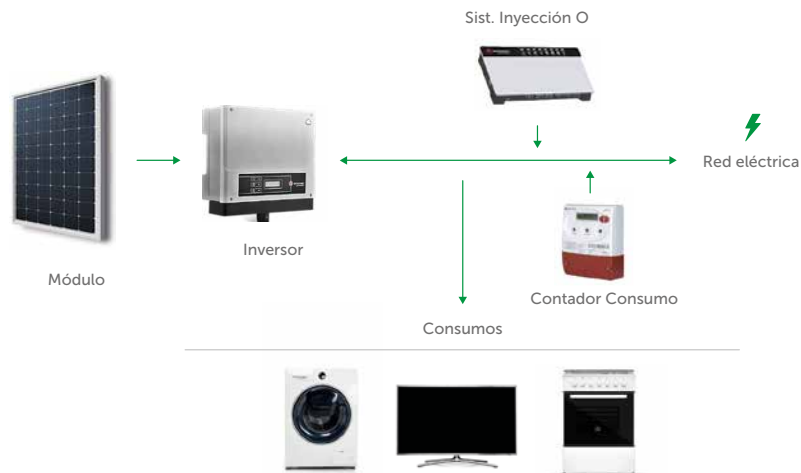 Sist. Inyección O
Red eléctrica
Inversor
Módulo
Contador Consumo
Consumos